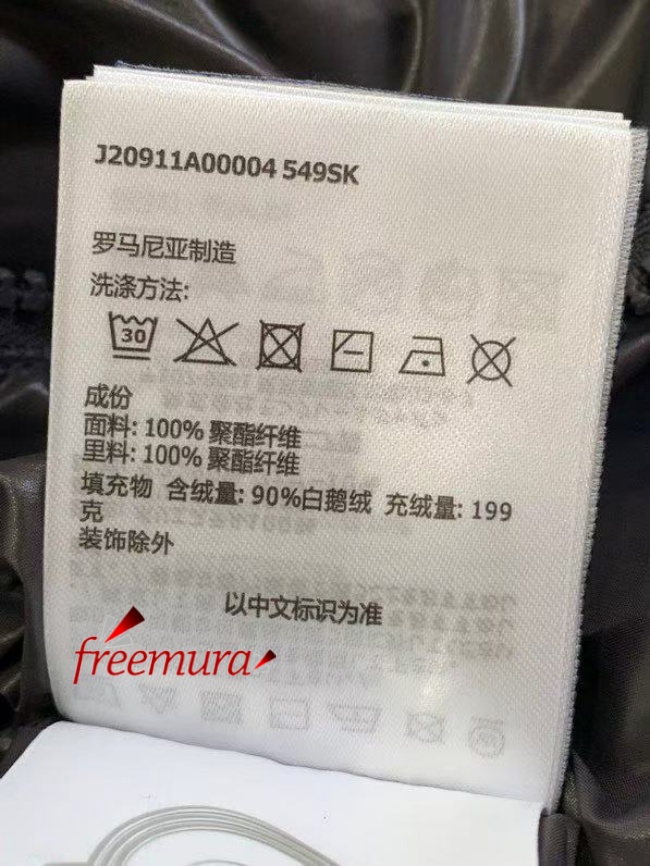 J20911A00004 549SK
罗马尼亚制造
洗涤方法:
30
成份
面料: 100% 聚酯纤维
里料: 100% 聚酯纤维
填充物 含绒量: 90%白鹅绒 充绒量: 199
克
装饰除外
以中文标识为准
freemura